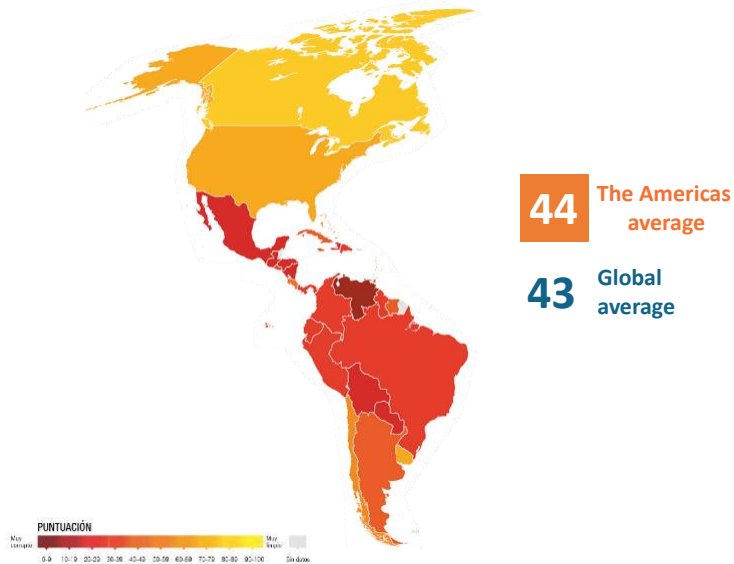 44
The Americas
average
43
Global
average
PUNTUACIÓN
Muy
corrupto
Muy
limpio
0-9 10-19 20-29 30-39 40-49 50-59 60-69 70-79 80-89 90-100 Sin datos